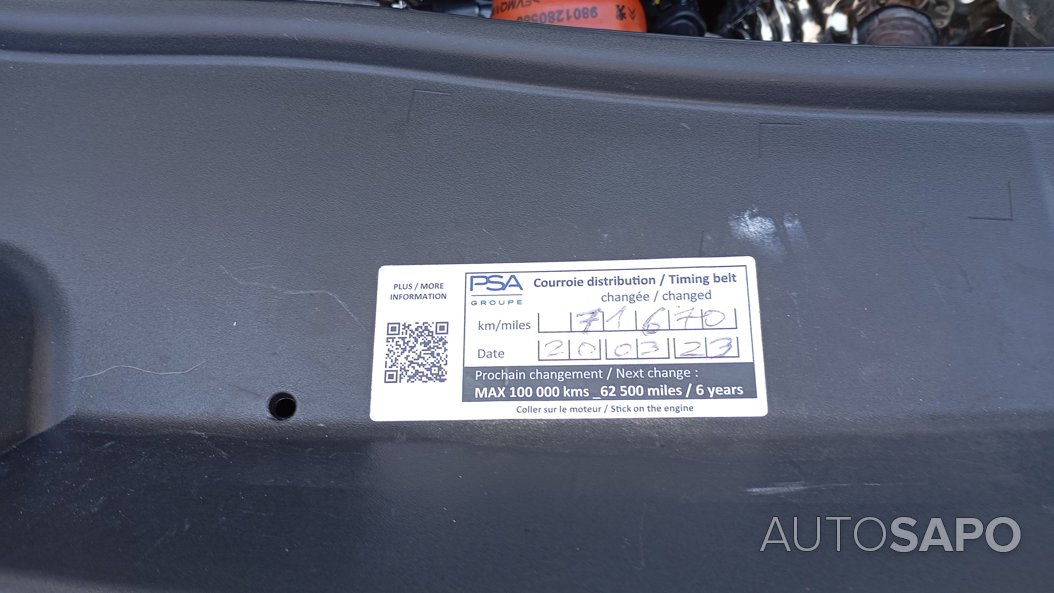 9801280580
PLUS / MORE
INFORMATION
PSA
GROUPE
Courroie distribution / Timing belt
changée / changed
km/miles 71670
Date 20 03 23
Prochain changement / Next change :
MAX 100 000 kms _62 500 miles / 6 years
Coller sur le moteur / Stick on the engine
AUTOSAPO